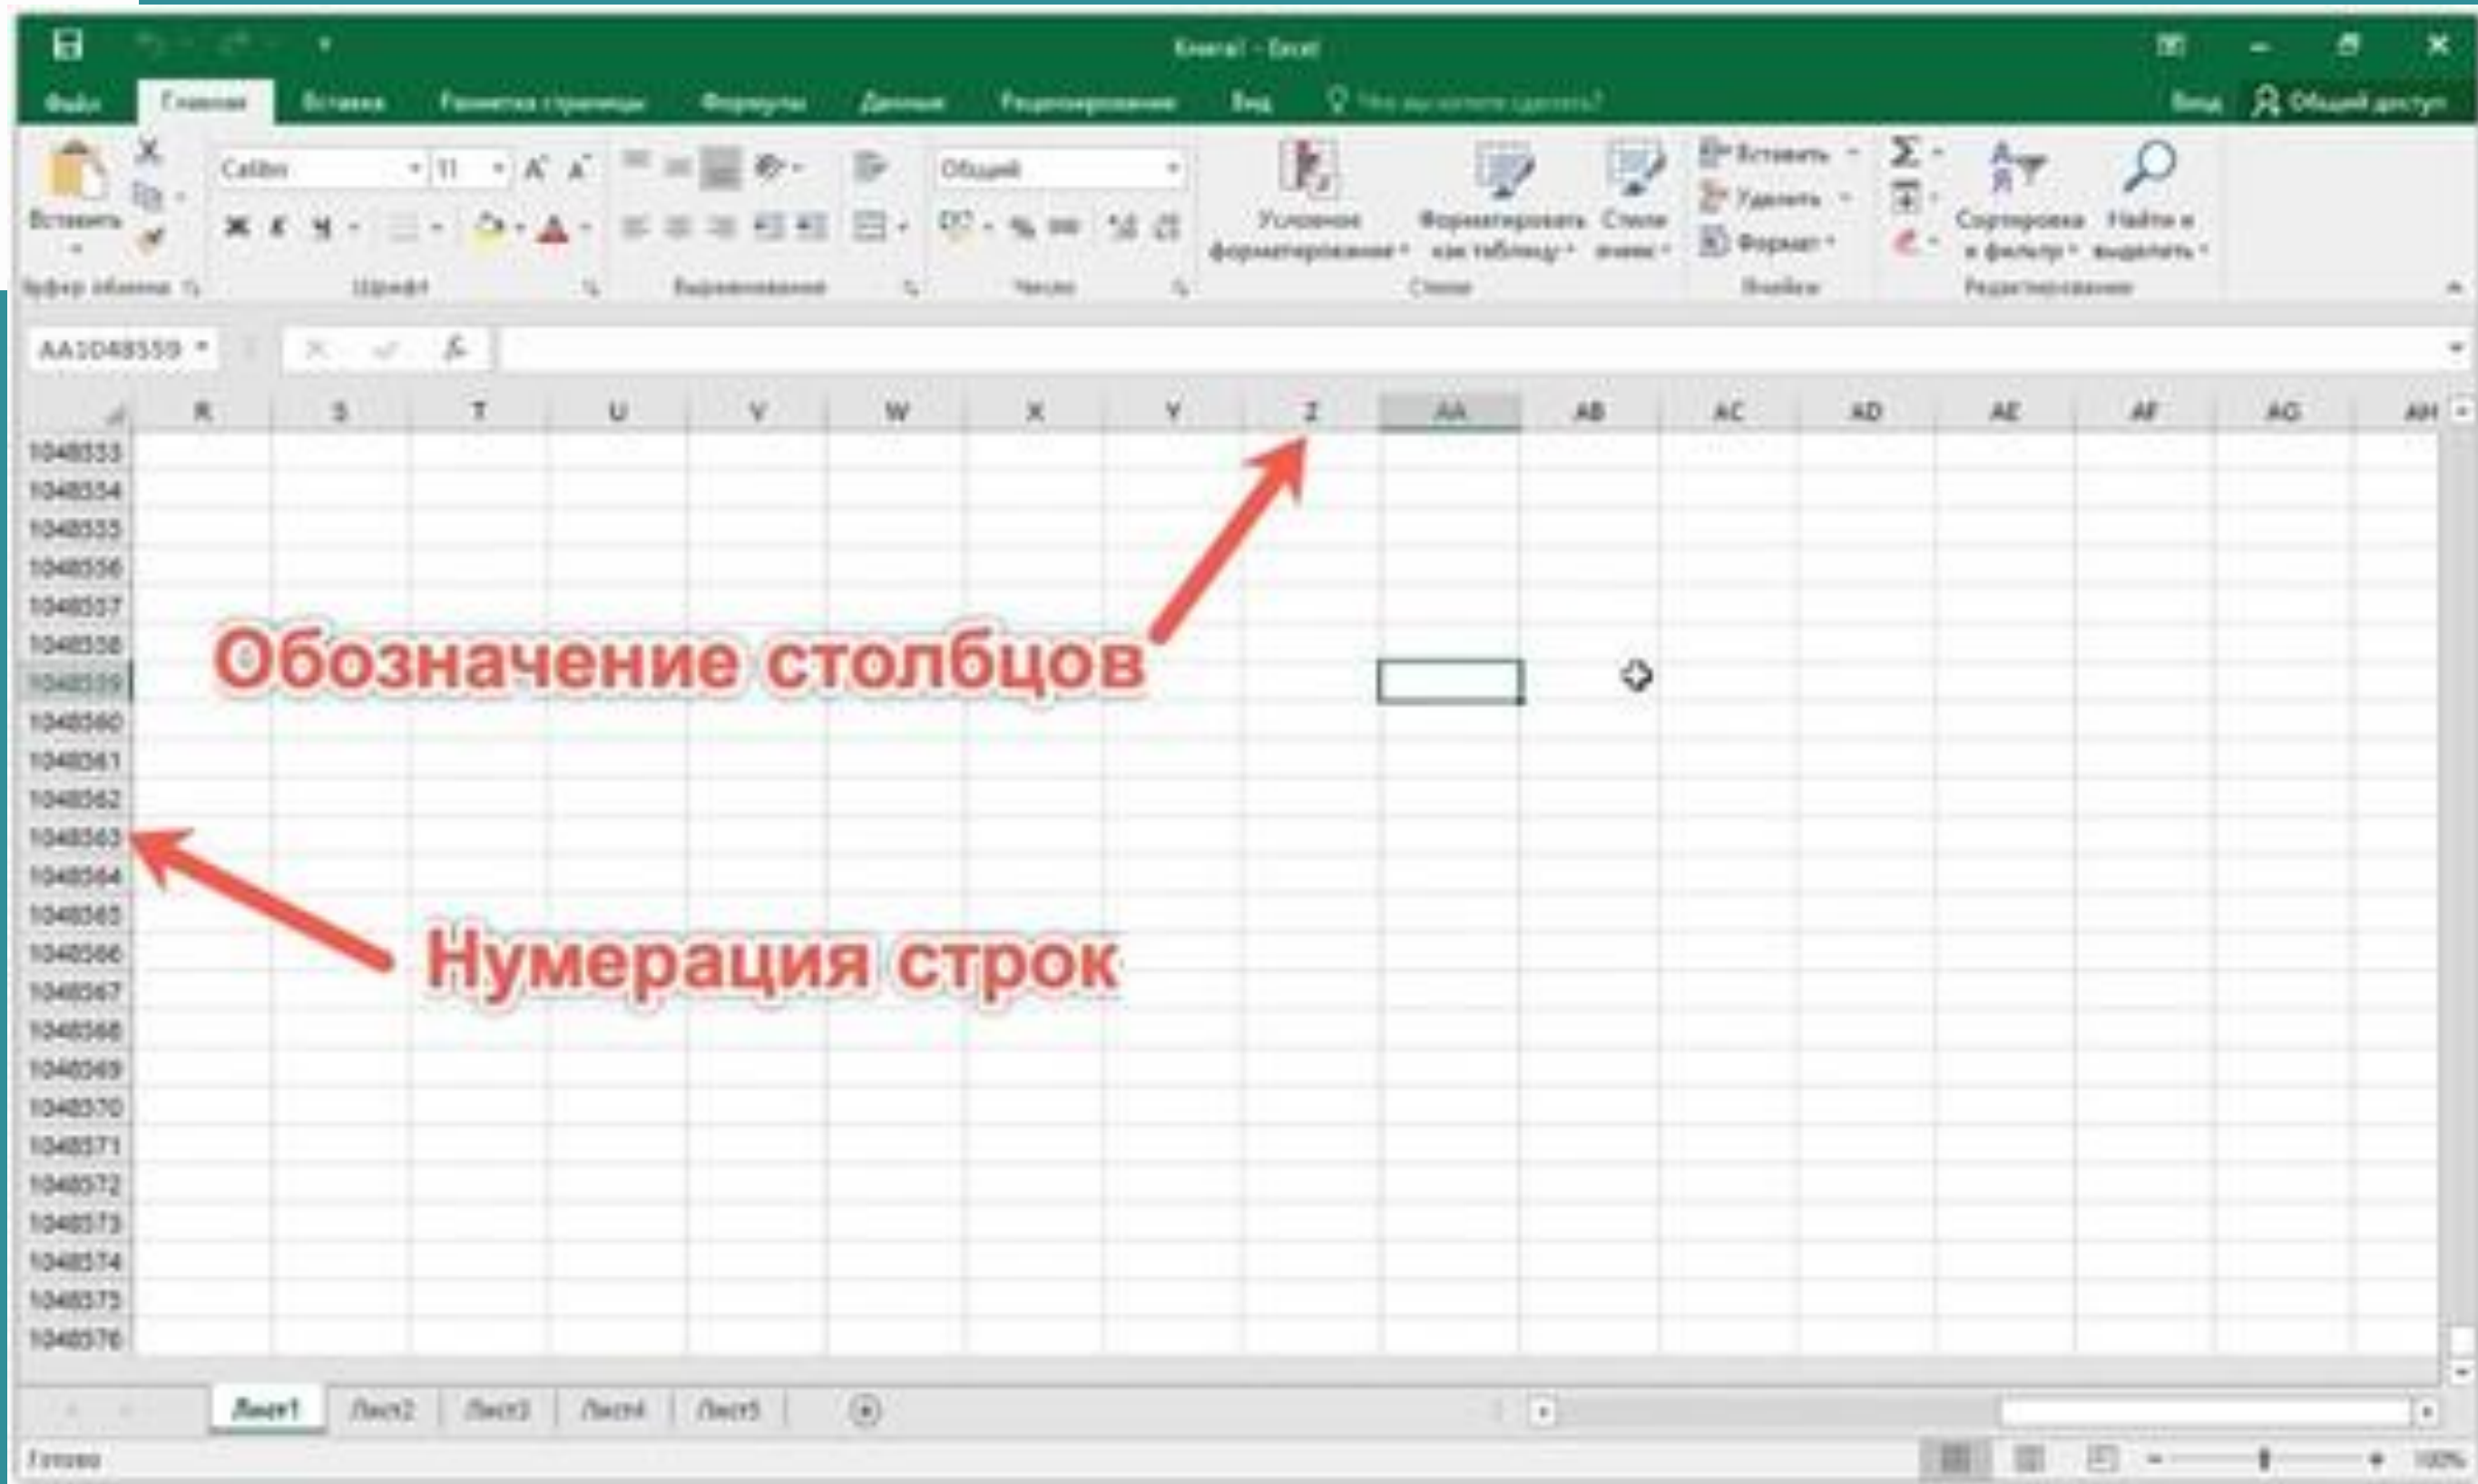 Книга1 - Excel
Файл Главная Вставка Разметка страницы Формулы Данные Рецензирование Вид Что вы хотите сделать? Вход Общий доступ
Calibri 11 Общий
Вставить
Ж К Ч
Условное форматирование
Форматировать как таблицу
Стили ячеек
Вставить
Удалить
Формат
Сортировка и фильтр
Найти и выделить
Буфер обмена Шрифт Выравнивание Число Стили Ячейки Редактирование
AA1048559
R S T U V W X Y Z AA AB AC AD AE AF AG AH
1048553
1048554
1048555
1048556
1048557
1048558
1048559
1048560
1048561
1048562
1048563
1048564
1048565
1048566
1048567
1048568
1048569
1048570
1048571
1048572
1048573
1048574
1048575
1048576
Обозначение столбцов
Нумерация строк
Лист1 Лист2 Лист3 Лист4 Лист5
Готово
100%